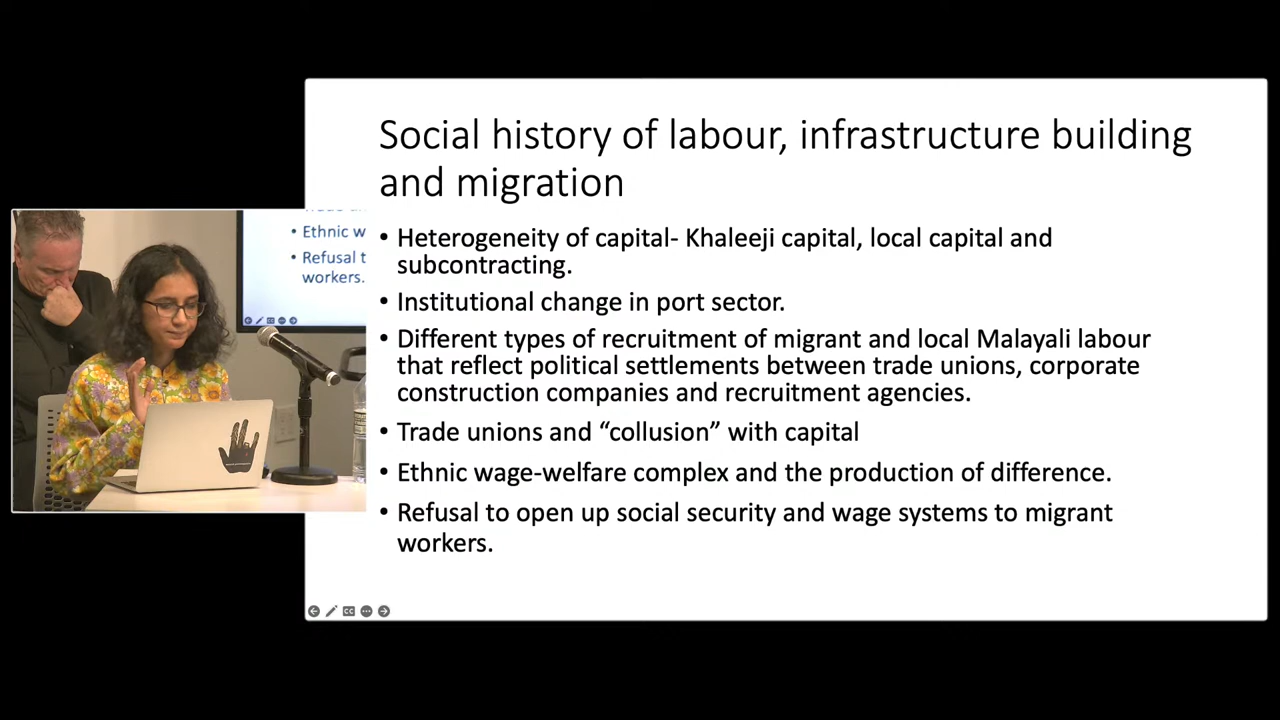 Social history of labour, infrastructure building
and migration
• Heterogeneity of capital- Khaleeji capital, local capital and
subcontracting.
• Institutional change in port sector.
• Different types of recruitment of migrant and local Malayali labour
that reflect political settlements between trade unions, corporate
construction companies and recruitment agencies.
• Trade unions and “collusion” with capital
• Ethnic wage-welfare complex and the production of difference.
• Refusal to open up social security and wage systems to migrant
workers.
• Ethnic w
• Refusal t
workers.